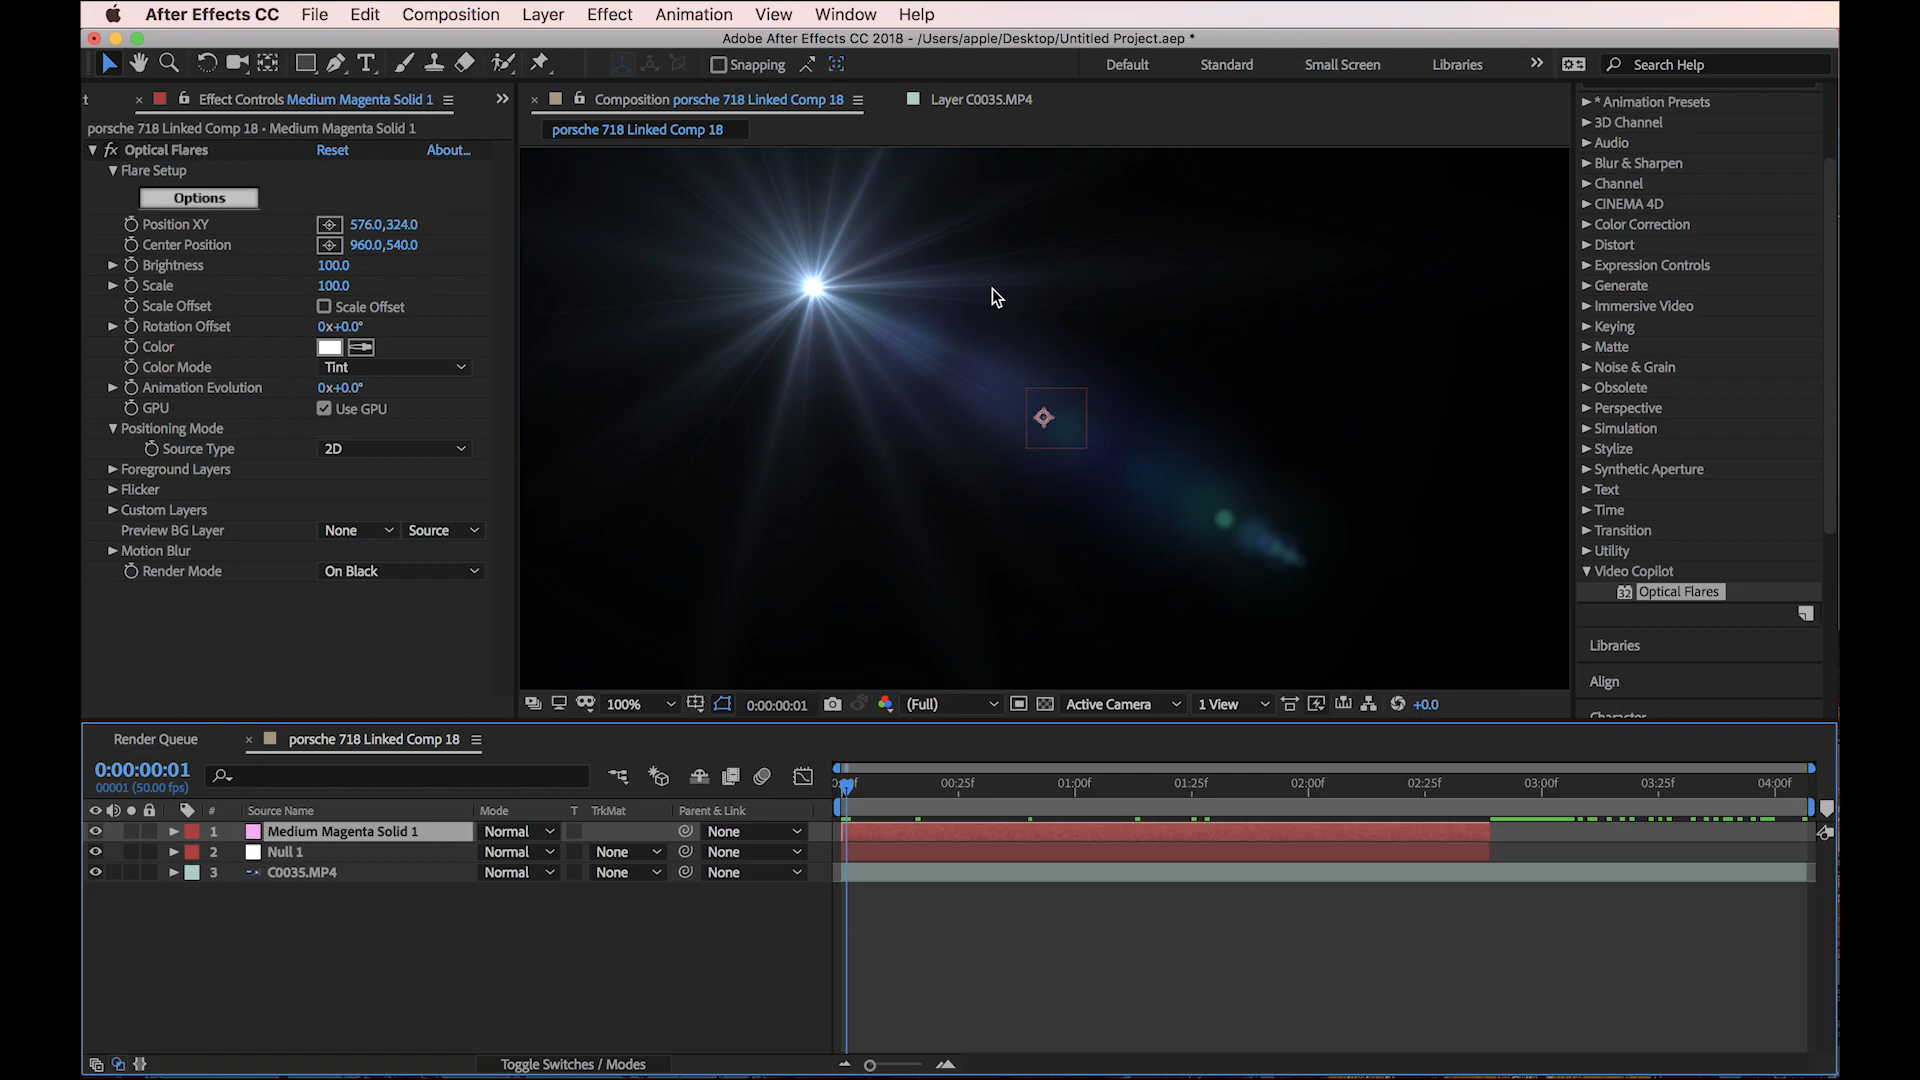 After Effects CC File Edit Composition Layer Effect Animation View Window Help
Adobe After Effects CC 2018 - /Users/apple/Desktop/Untitled Project.aep *
Snapping Default Standard Small Screen Libraries Search Help
Effect Controls Medium Magenta Solid 1
Composition porsche 718 Linked Comp 18
Layer C0035.MP4
porsche 718 Linked Comp 18 • Medium Magenta Solid 1
porsche 718 Linked Comp 18
fx Optical Flares Reset About...
Flare Setup
Options
Position XY 576.0,324.0
Center Position 960.0,540.0
Brightness 100.0
Scale 100.0
Scale Offset Scale Offset
Rotation Offset 0x+0.0°
Color
Color Mode Tint
Animation Evolution 0x+0.0°
GPU Use GPU
Positioning Mode
Source Type 2D
Foreground Layers
Flicker
Custom Layers
Preview BG Layer None Source
Motion Blur
Render Mode On Black
* Animation Presets
3D Channel
Audio
Blur & Sharpen
Channel
CINEMA 4D
Color Correction
Distort
Expression Controls
Generate
Immersive Video
Keying
Matte
Noise & Grain
Obsolete
Perspective
Simulation
Stylize
Synthetic Aperture
Text
Time
Transition
Utility
Video Copilot
32 Optical Flares
Libraries
Align
Character
100% 0:00:00:01 (Full) Active Camera 1 View +0.0
Render Queue porsche 718 Linked Comp 18
0:00:00:01
00001 (50.00 fps)
00:25f 01:00f 01:25f 02:00f 02:25f 03:00f 03:25f 04:00f
# Source Name Mode T TrkMat Parent & Link
1 Medium Magenta Solid 1 Normal None
2 Null 1 Normal None None
3 C0035.MP4 Normal None None
Toggle Switches / Modes